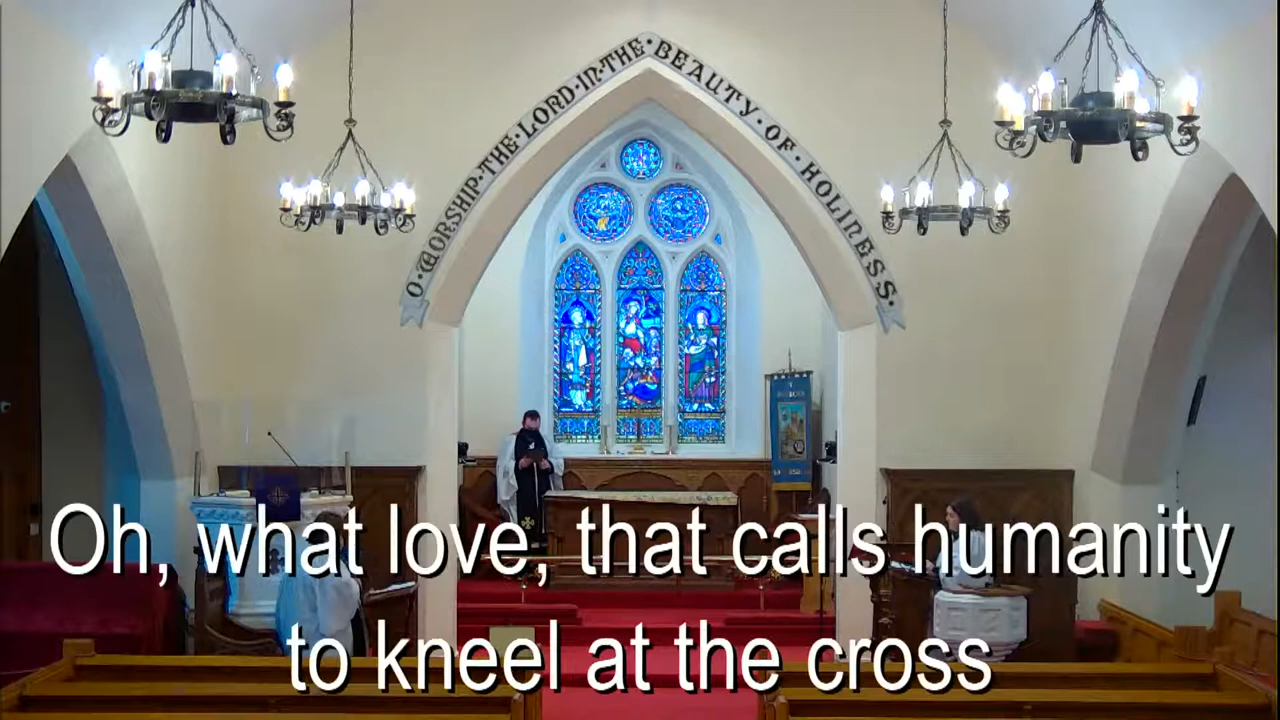 O·WORSHIP·THE·LORD·IN·THE·BEAUTY·OF·HOLINESS·
Oh, what love, that calls humanity
to kneel at the cross